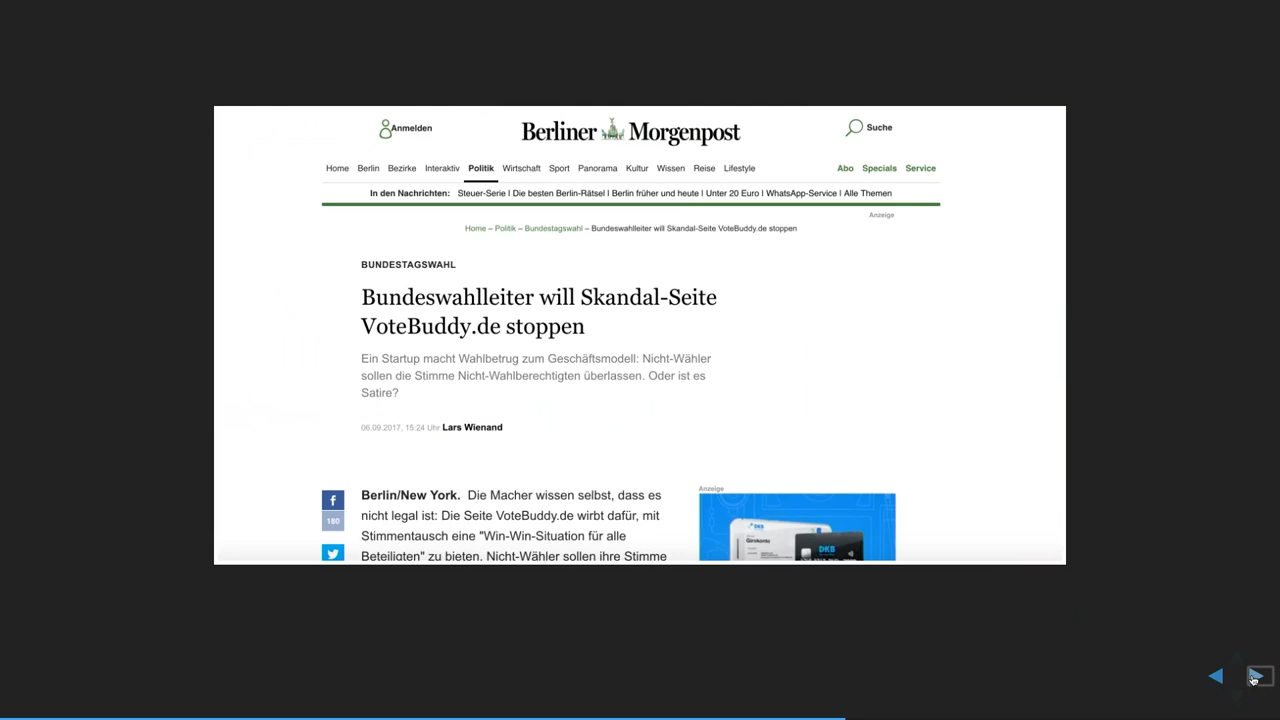 Anmelden
Berliner Morgenpost
Suche
Home Berlin Bezirke Interaktiv Politik Wirtschaft Sport Panorama Kultur Wissen Reise Lifestyle Abo Specials Service
In den Nachrichten: Steuer-Serie | Die besten Berlin-Rätsel | Berlin früher und heute | Unter 20 Euro | WhatsApp-Service | Alle Themen
Anzeige
Home – Politik – Bundestagswahl – Bundeswahlleiter will Skandal-Seite VoteBuddy.de stoppen
BUNDESTAGSWAHL
Bundeswahlleiter will Skandal-Seite
VoteBuddy.de stoppen
Ein Startup macht Wahlbetrug zum Geschäftsmodell: Nicht-Wähler
sollen die Stimme Nicht-Wahlberechtigten überlassen. Oder ist es
Satire?
06.09.2017, 15:24 Uhr Lars Wienand
180
Berlin/New York. Die Macher wissen selbst, dass es
nicht legal ist: Die Seite VoteBuddy.de wirbt dafür, mit
Stimmentausch eine "Win-Win-Situation für alle
Beteiligten" zu bieten. Nicht-Wähler sollen ihre Stimme
Anzeige
DKB
Girokonto
DKB